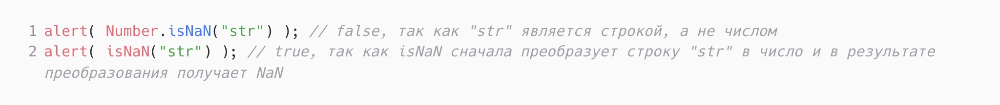 1 alert( Number.isNaN("str") ); // false, так как "str" является строкой, а не числом
2 alert( isNaN("str") ); // true, так как isNaN сначала преобразует строку "str" в число и в результате
преобразования получает NaN